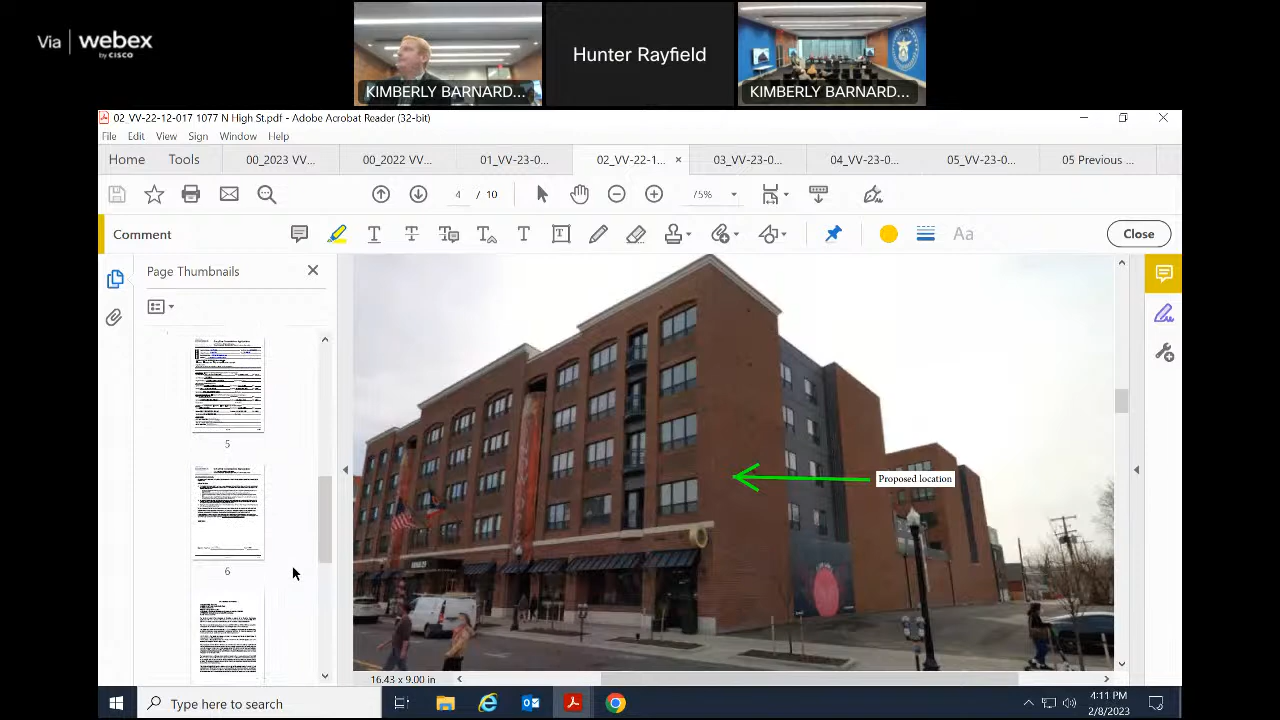 Via | webex
by CISCO
KIMBERLY BARNARD...
Hunter Rayfield
KIMBERLY BARNARD...
02_VV-22-12-017 1077 N High St.pdf - Adobe Acrobat Reader (32-bit)
File Edit View Sign Window Help
Home Tools 00_2023 VV... 00_2022 VV... 01_VV-23-0... 02_VV-22-1... × 03_VV-23-0... 04_VV-23-0... 05_VV-23-0... 05 Previous ...
4 / 10 75%
Comment Aa Close
Page Thumbnails
5
6
Proposed location
16.43 x 9.00 in
Type here to search
4:11 PM
2/8/2023